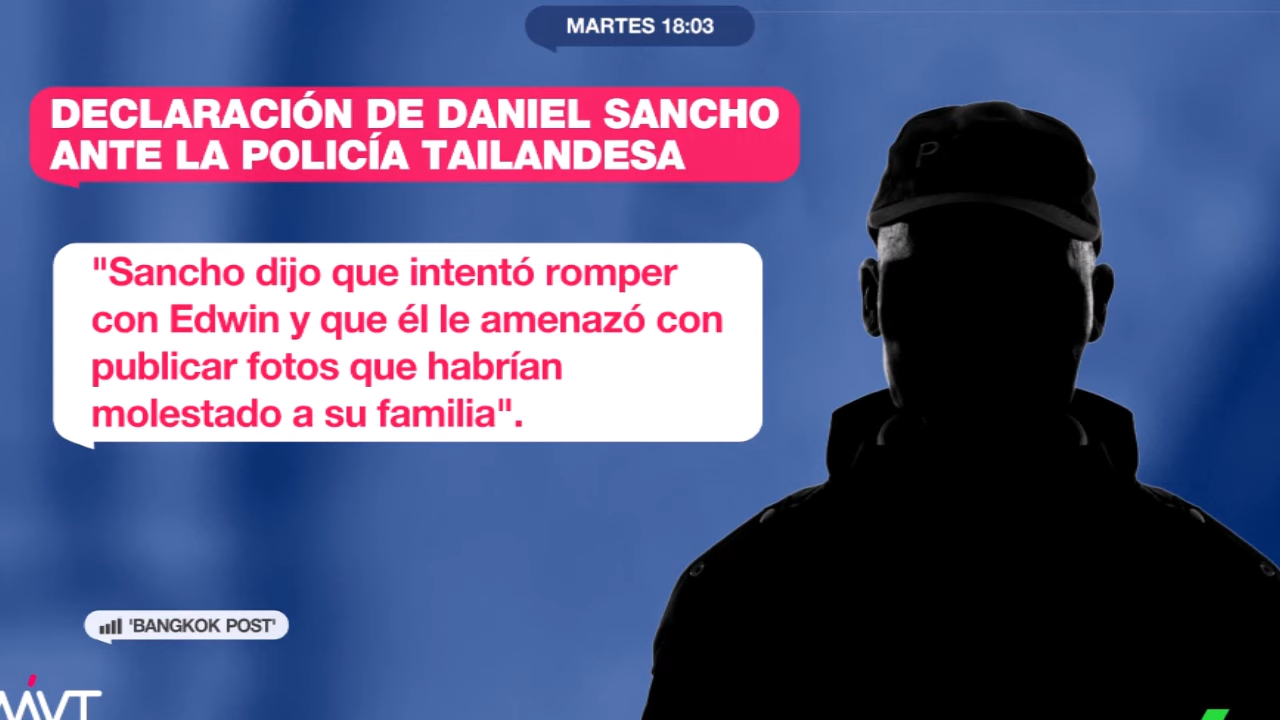 MARTES 18:03
DECLARACIÓN DE DANIEL SANCHO
ANTE LA POLICÍA TAILANDESA
P
"Sancho dijo que intentó romper
con Edwin y que él le amenazó con
publicar fotos que habrían
molestado a su familia".
'BANGKOK POST'
MVT